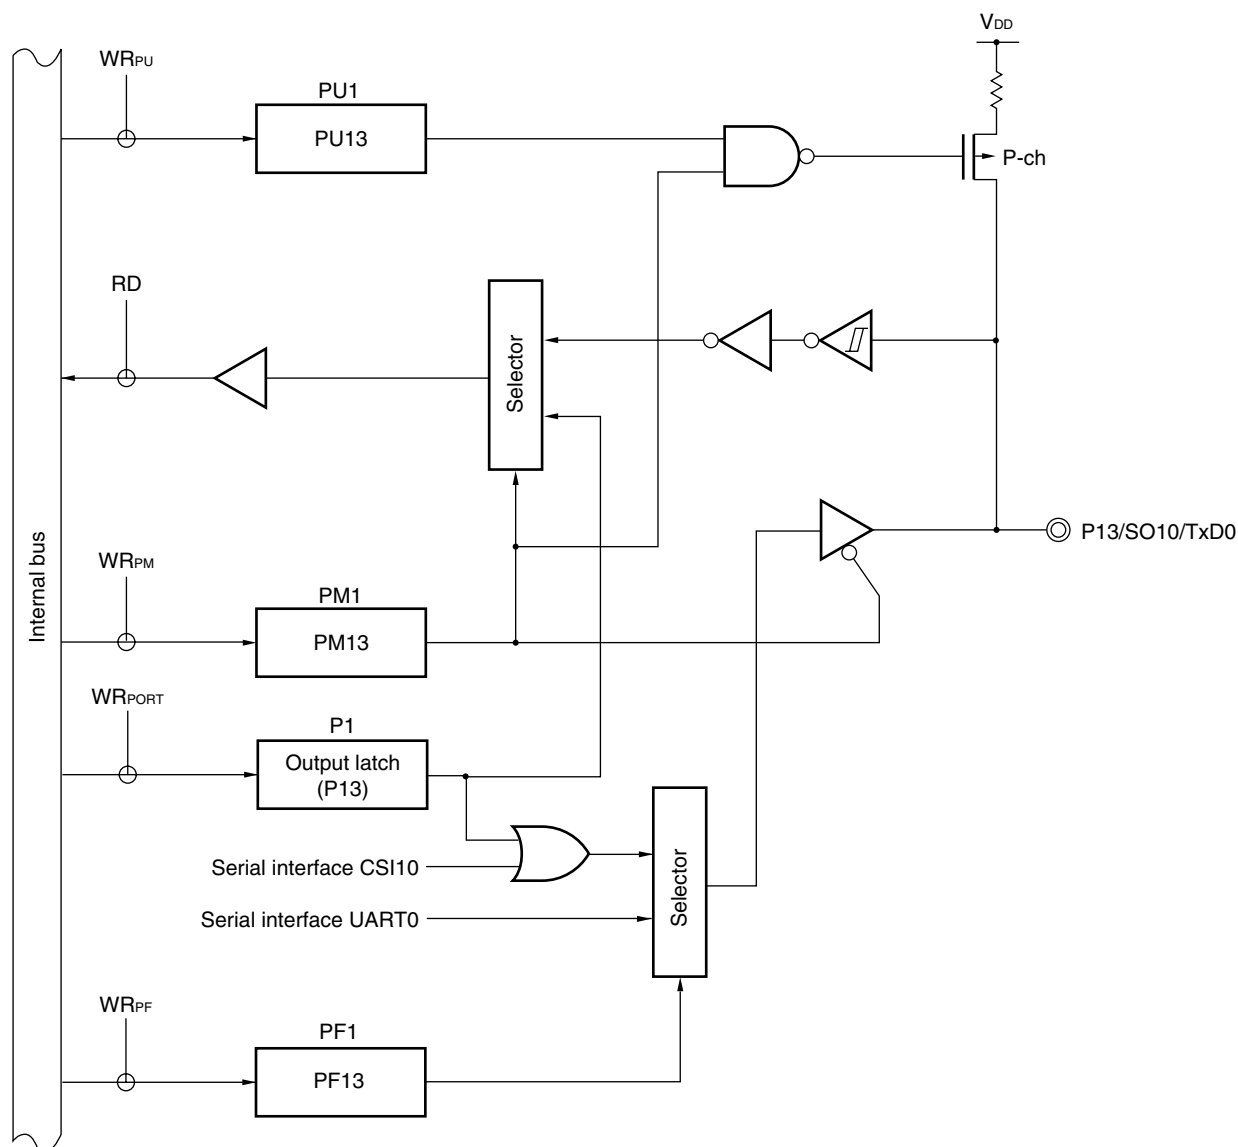 VDD
WRPU
PU1
PU13
P-ch
RD
Selector
Internal bus
P13/SO10/TxD0
WRPM
PM1
PM13
WRPORT
P1
Output latch
(P13)
Serial interface CSI10
Serial interface UART0
Selector
WRPF
PF1
PF13